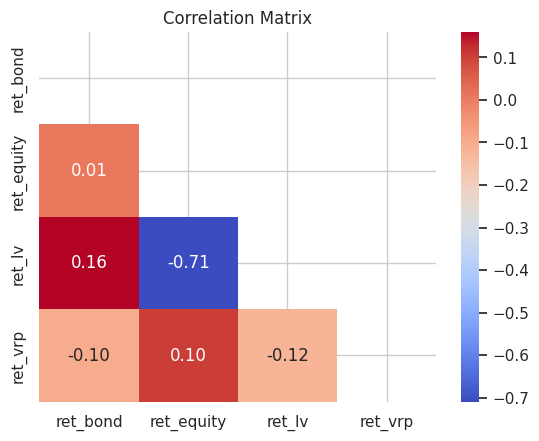 Correlation Matrix
ret_bond
ret_equity
ret_lv
ret_vrp
0.01
0.16 -0.71
-0.10 0.10 -0.12
ret_bond ret_equity ret_lv ret_vrp
0.1
0.0
−0.1
−0.2
−0.3
−0.4
−0.5
−0.6
−0.7